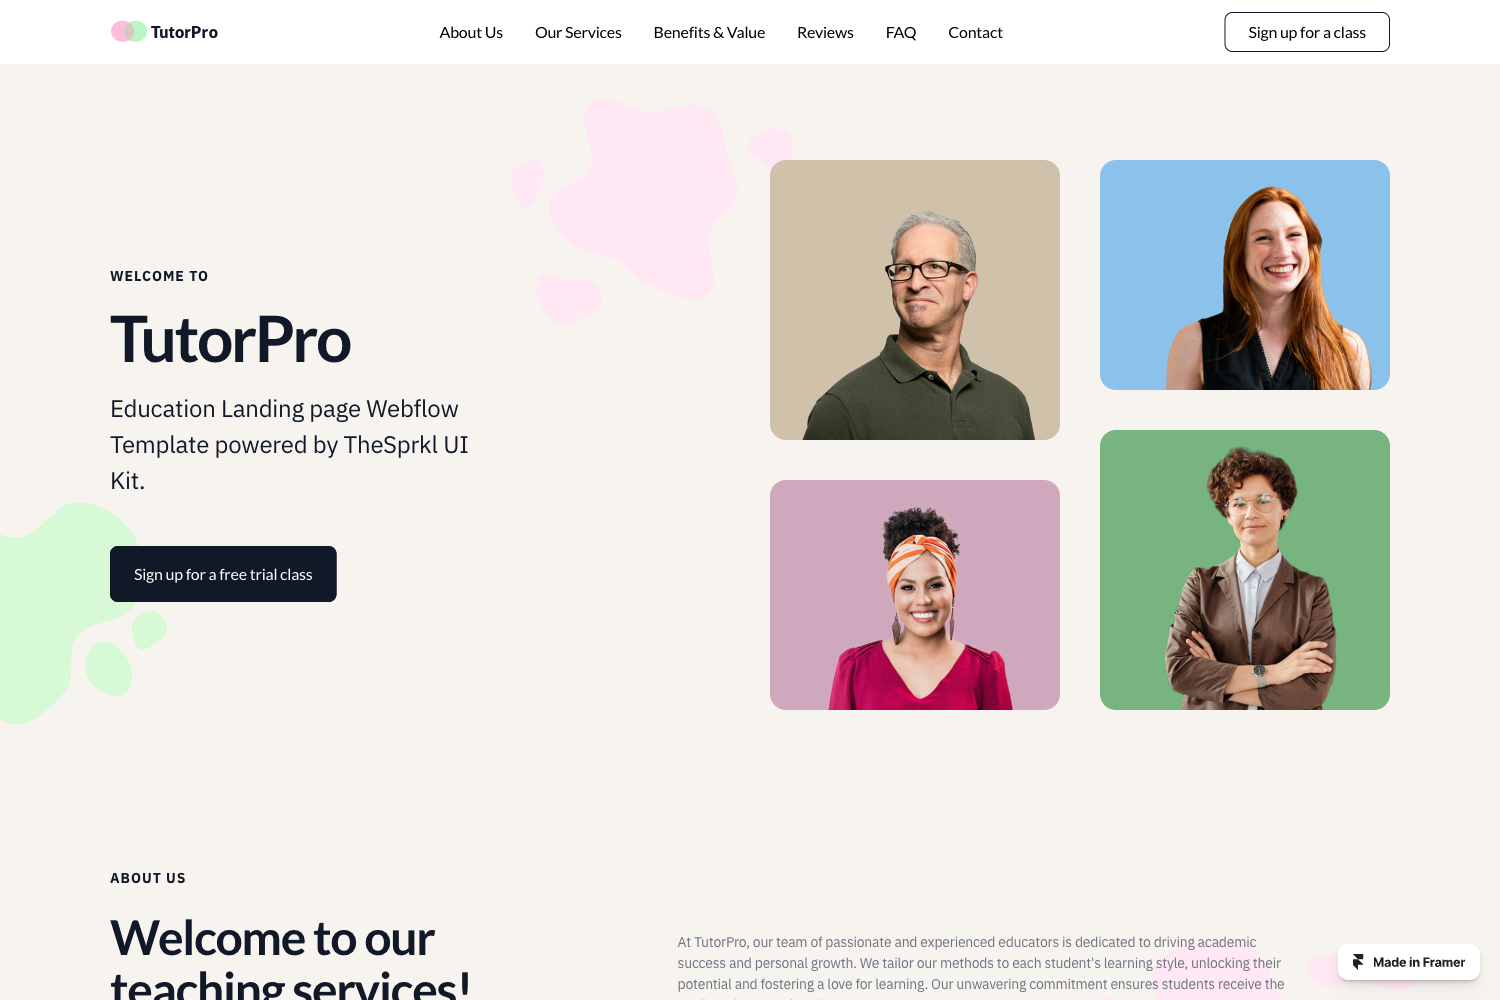 TutorPro
About Us
Our Services
Benefits & Value
Reviews
FAQ
Contact
Sign up for a class
WELCOME TO
TutorPro
Education Landing page Webflow
Template powered by TheSprkl UI
Kit.
Sign up for a free trial class
ABOUT US
Welcome to our
teaching services!
At TutorPro, our team of passionate and experienced educators is dedicated to driving academic
success and personal growth. We tailor our methods to each student's learning style, unlocking their
potential and fostering a love for learning. Our unwavering commitment ensures students receive the
Made in Framer